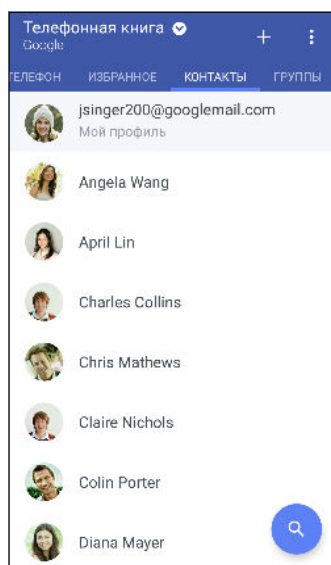 Телефонная книга
Google
ТЕЛЕФОН ИЗБРАННОЕ КОНТАКТЫ ГРУППЫ
jsinger200@googlemail.com
Мой профиль
Angela Wang
April Lin
Charles Collins
Chris Mathews
Claire Nichols
Colin Porter
Diana Mayer